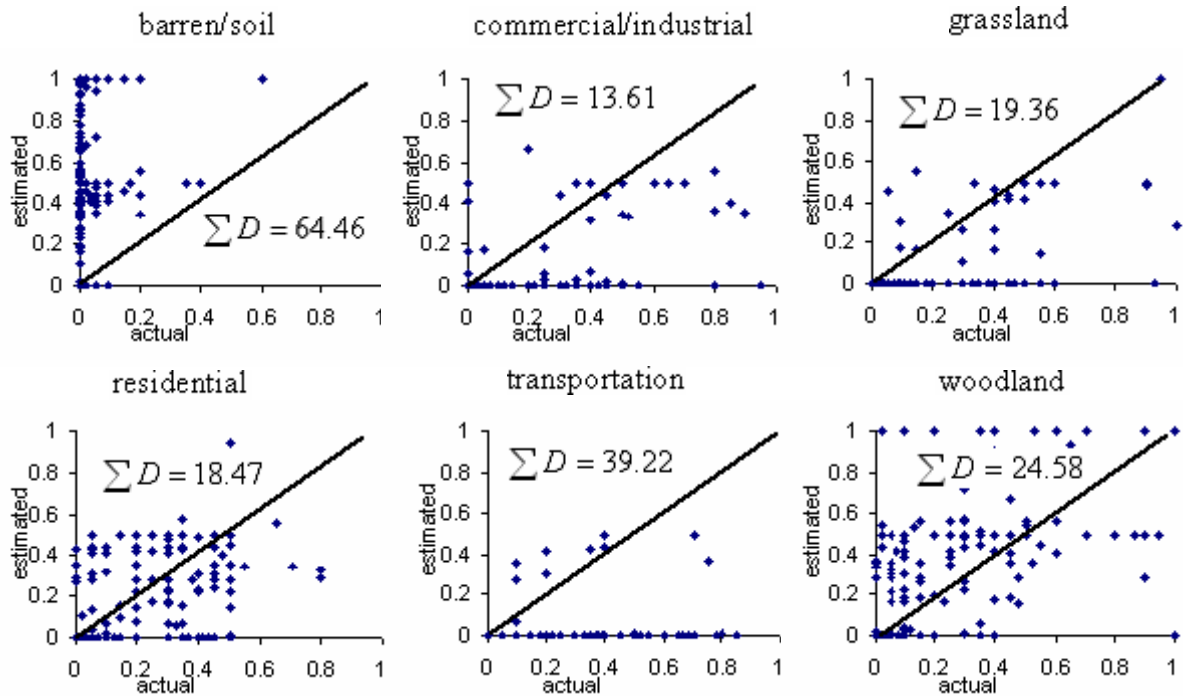 barren/soil
commercial/industrial
grassland
1
0.8
0.6
0.4
0.2
0
estimated
∑ D = 64.46
0 0.2 0.4 0.6 0.8 1
actual
1
0.8
0.6
0.4
0.2
0
estimated
∑ D = 13.61
0 0.2 0.4 0.6 0.8 1
actual
1
0.8
0.6
0.4
0.2
0
estimated
∑ D = 19.36
0 0.2 0.4 0.6 0.8 1
actual
residential
transportation
woodland
1
0.8
0.6
0.4
0.2
0
estimated
∑ D = 18.47
0 0.2 0.4 0.6 0.8 1
actual
1
0.8
0.6
0.4
0.2
0
estimated
∑ D = 39.22
0 0.2 0.4 0.6 0.8 1
actual
1
0.8
0.6
0.4
0.2
0
estimated
∑ D = 24.58
0 0.2 0.4 0.6 0.8 1
actual